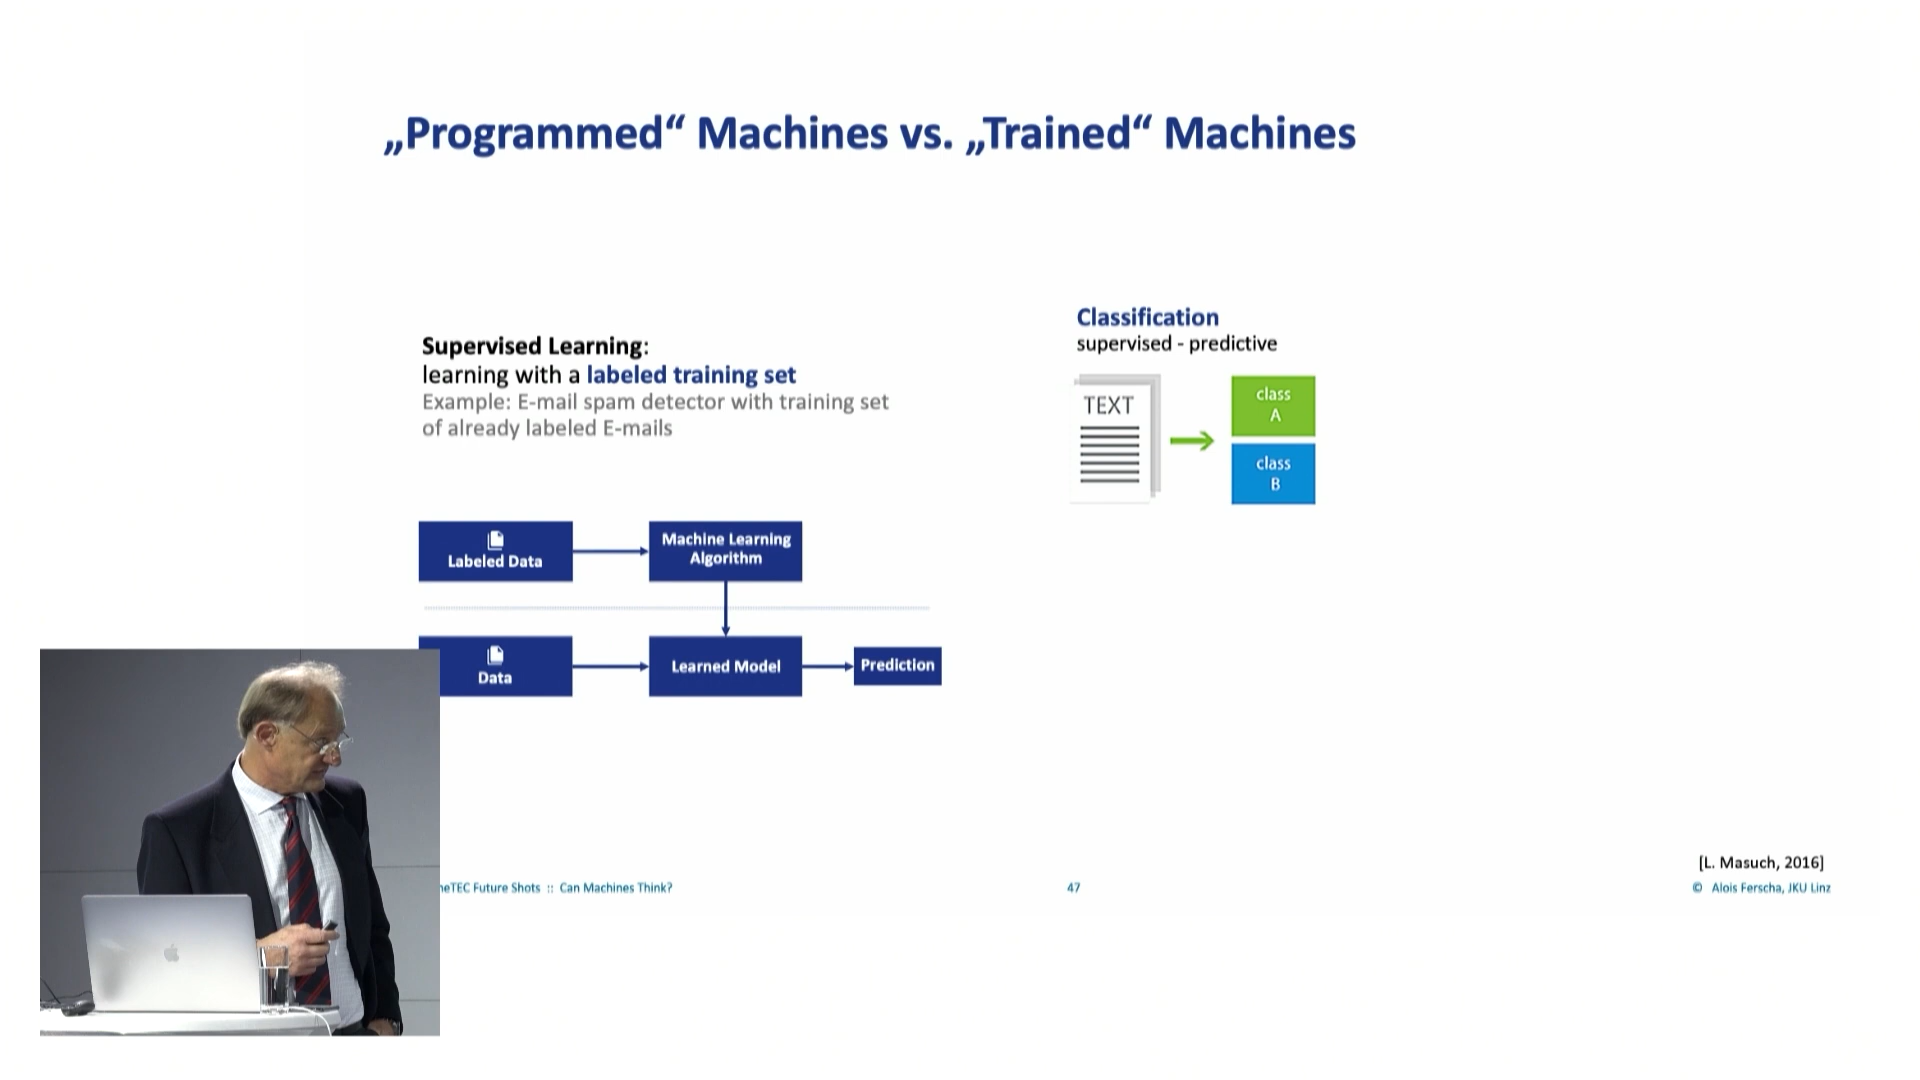 „Programmed“ Machines vs. „Trained“ Machines
Supervised Learning:
learning with a labeled training set
Example: E-mail spam detector with training set
of already labeled E-mails
Classification
supervised - predictive
TEXT
class
A
class
B
Labeled Data
Machine Learning
Algorithm
Data
Learned Model
Prediction
[L. Masuch, 2016]
Future Shots :: Can Machines Think?
47
© Alois Ferscha, JKU Linz